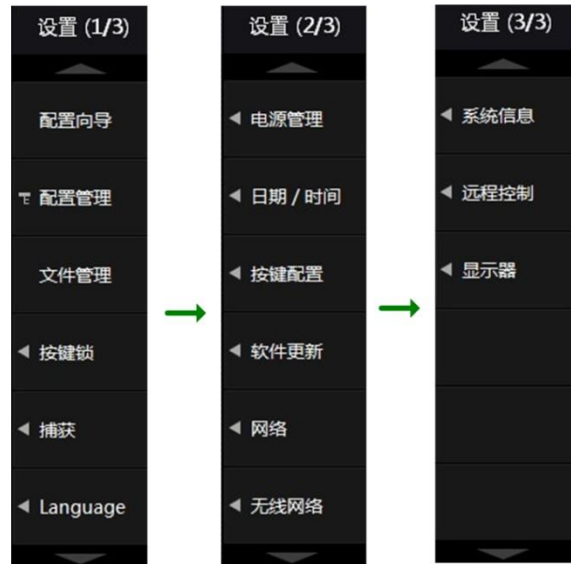 设置 (1/3)
配置向导
配置管理
文件管理
按键锁
捕获
Language
设置 (2/3)
电源管理
日期 / 时间
按键配置
软件更新
网络
无线网络
设置 (3/3)
系统信息
远程控制
显示器